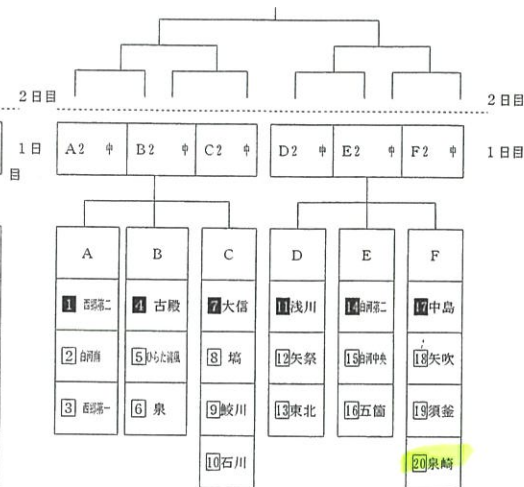 2日目 2日目
1日目 A2 中 B2 中 C2 中 D2 中 E2 中 F2 中 1日目
A B C D E F
1 西郷第二 4 古殿 7 大信 11 浅川 14 白河第二 17 中島
2 白河南 5 ひらた清風 8 塙 12 矢祭 15 白河中央 18 矢吹
3 西郷第一 6 泉 9 鮫川 13 東北 16 五箇 19 須釜
10 石川 20 泉崎